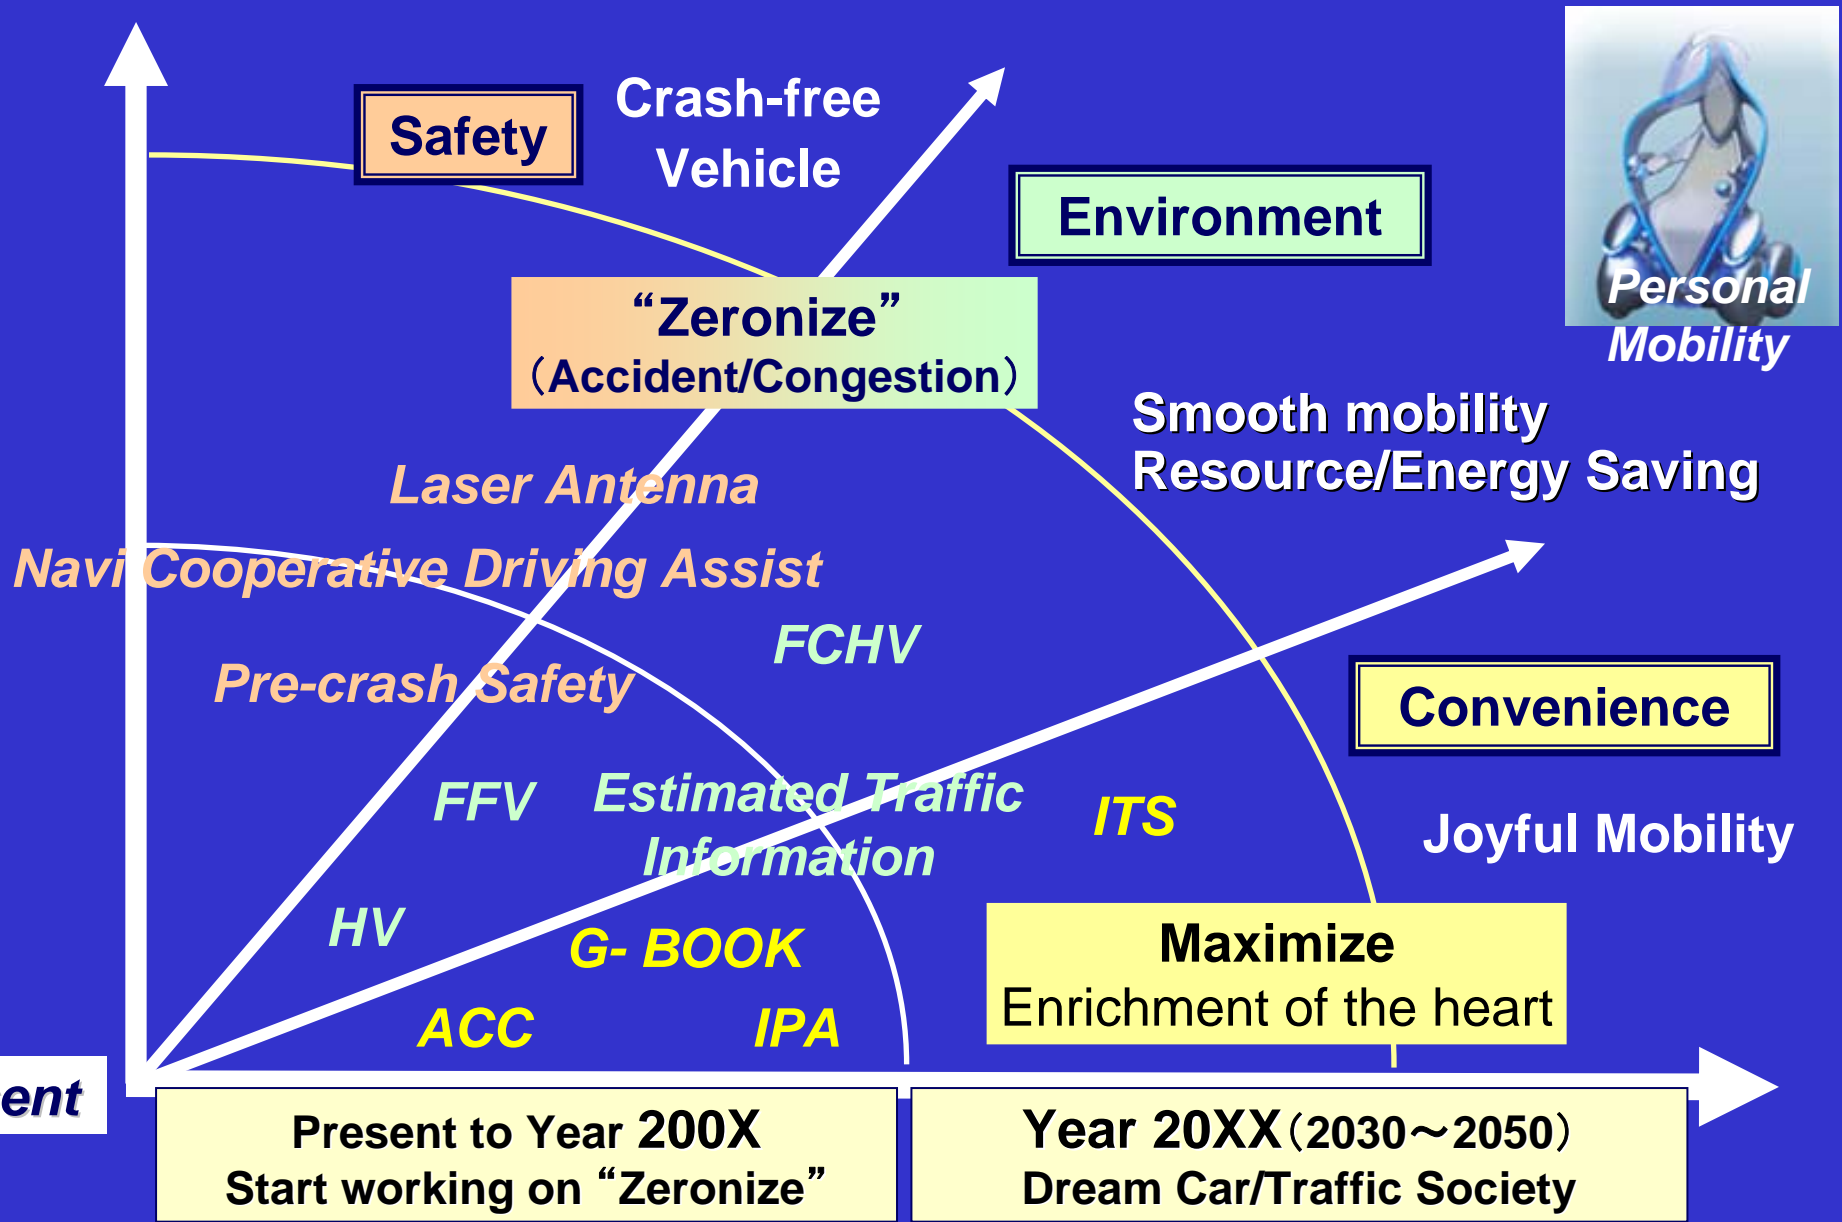 Safety
Crash-free
Vehicle
Environment
Personal
Mobility
“Zeronize”
（Accident/Congestion）
Smooth mobility
Resource/Energy Saving
Laser Antenna
Navi Cooperative Driving Assist
FCHV
Pre-crash Safety
Convenience
FFV
Estimated Traffic
Information
ITS
Joyful Mobility
HV
G- BOOK
Maximize
Enrichment of the heart
ACC
IPA
Present to Year 200X
Start working on “Zeronize”
Year 20XX（2030～2050）
Dream Car/Traffic Society